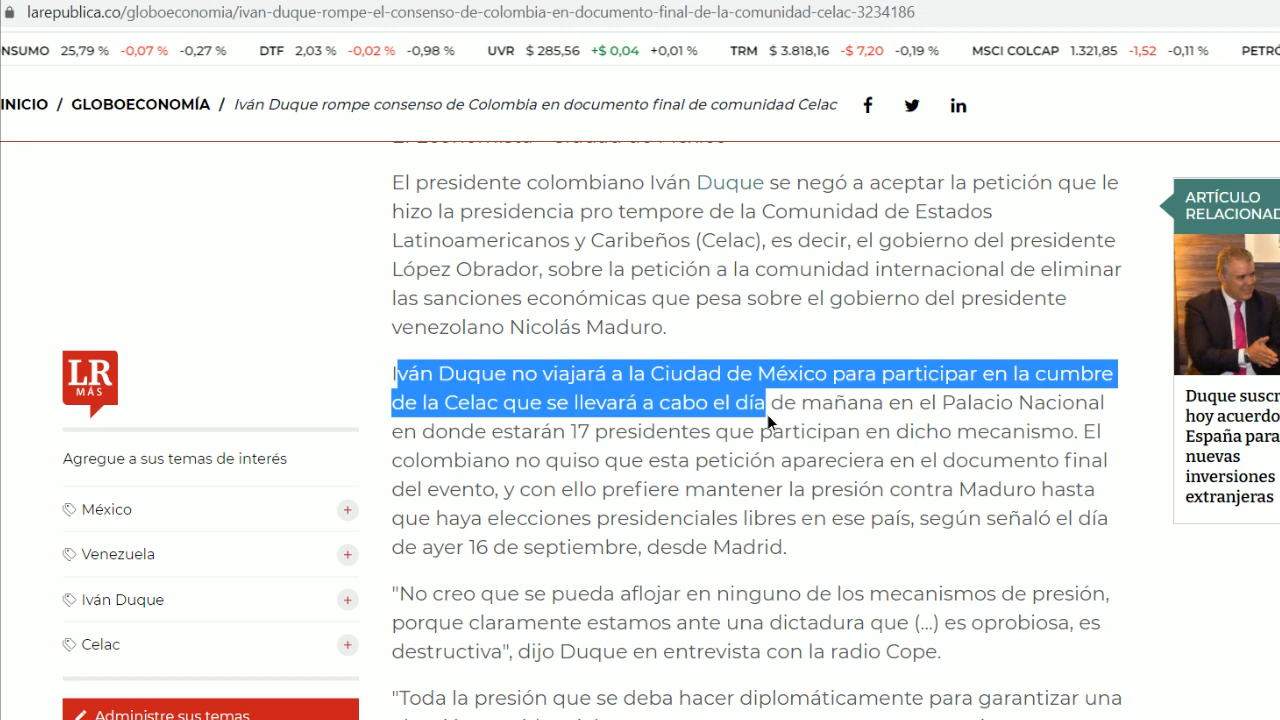 larepublica.co/globoeconomia/ivan-duque-rompe-el-consenso-de-colombia-en-documento-final-de-la-comunidad-celac-3234186
NSUMO 25,79 % -0,07 % -0,27 % DTF 2,03 % -0,02 % -0,98 % UVR $ 285,56 +$ 0,04 +0,01 % TRM $ 3.818,16 -$ 7,20 -0,19 % MSCI COLCAP 1.321,85 -1,52 -0,11 % PETRÓ
INICIO / GLOBOECONOMÍA / Iván Duque rompe consenso de Colombia en documento final de comunidad Celac
El presidente colombiano Iván Duque se negó a aceptar la petición que le
hizo la presidencia pro tempore de la Comunidad de Estados
Latinoamericanos y Caribeños (Celac), es decir, el gobierno del presidente
López Obrador, sobre la petición a la comunidad internacional de eliminar
las sanciones económicas que pesa sobre el gobierno del presidente
venezolano Nicolás Maduro.
Iván Duque no viajará a la Ciudad de México para participar en la cumbre
de la Celac que se llevará a cabo el día de mañana en el Palacio Nacional
en donde estarán 17 presidentes que participan en dicho mecanismo. El
colombiano no quiso que esta petición apareciera en el documento final
del evento, y con ello prefiere mantener la presión contra Maduro hasta
que haya elecciones presidenciales libres en ese país, según señaló el día
de ayer 16 de septiembre, desde Madrid.
"No creo que se pueda aflojar en ninguno de los mecanismos de presión,
porque claramente estamos ante una dictadura que (...) es oprobiosa, es
destructiva", dijo Duque en entrevista con la radio Cope.
"Toda la presión que se deba hacer diplomáticamente para garantizar una
LR
MÁS
Agregue a sus temas de interés
México +
Venezuela +
Iván Duque +
Celac +
Administre sus temas
ARTÍCULO
RELACIONAD
Duque suscr
hoy acuerdo
España para
nuevas
inversiones
extranjeras